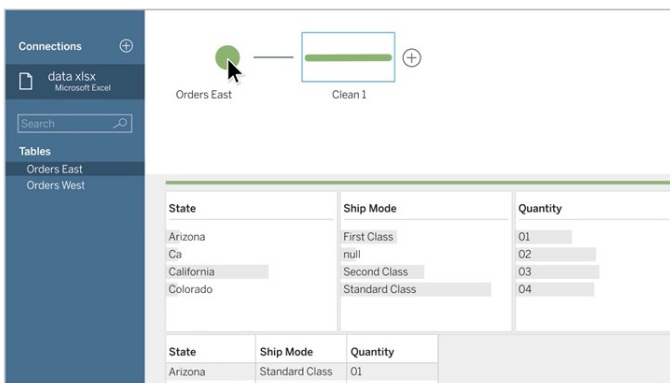 Connections
data xlsx
Microsoft Excel
Search
Tables
Orders East
Orders West
Orders East
Clean 1
State
Arizona
Ca
California
Colorado
Ship Mode
First Class
null
Second Class
Standard Class
Quantity
01
02
03
04
State Ship Mode Quantity
Arizona Standard Class 01